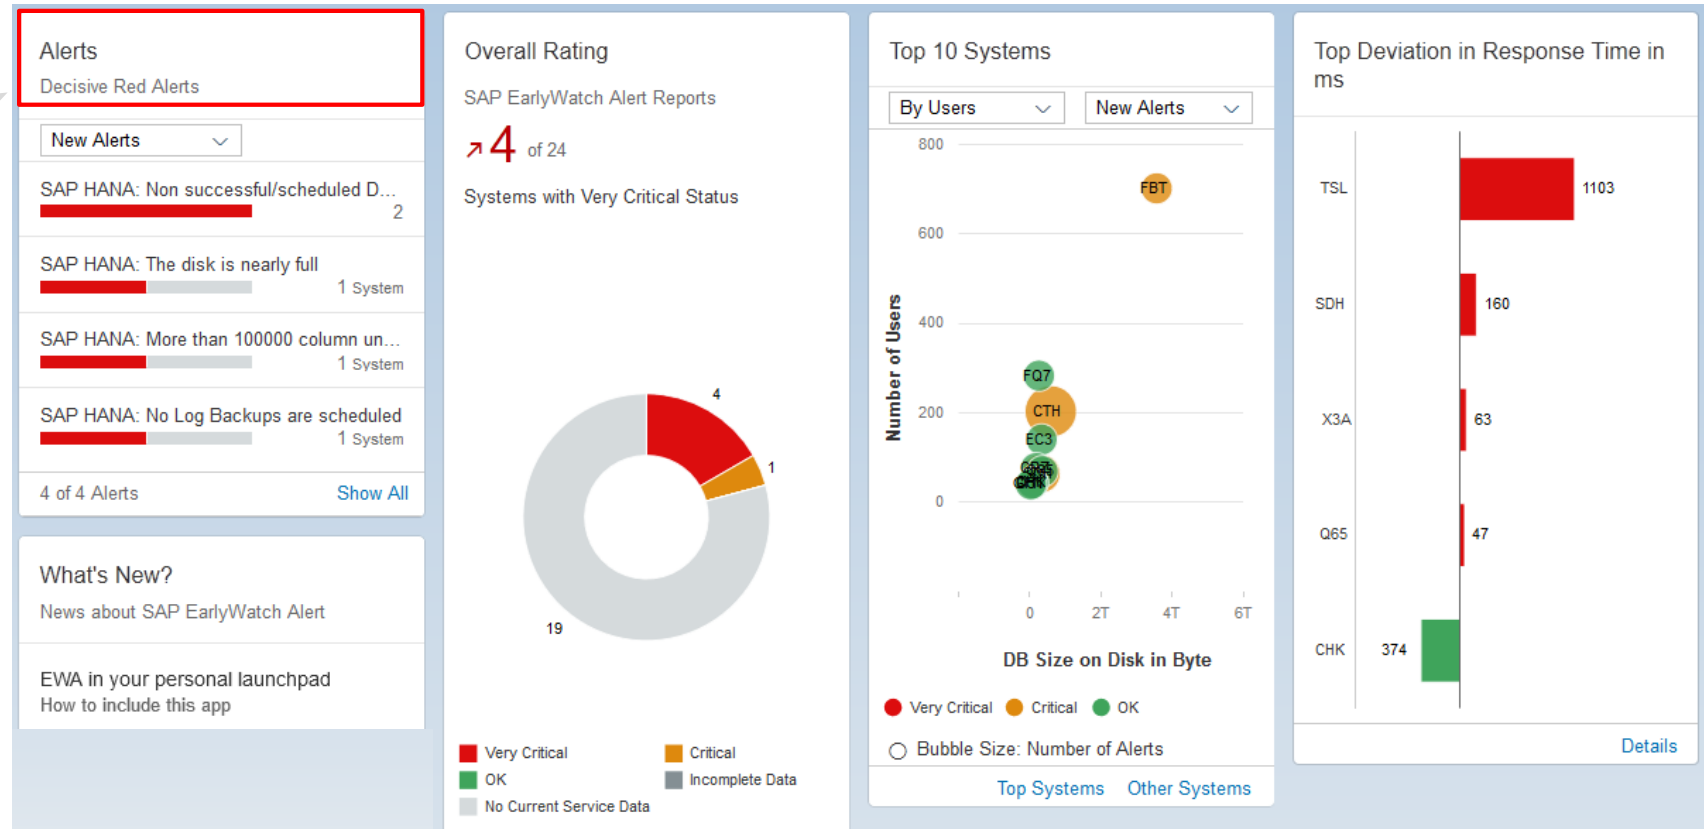 Alerts
Decisive Red Alerts
New Alerts
SAP HANA: Non successful/scheduled D...
2
SAP HANA: The disk is nearly full
1 System
SAP HANA: More than 100000 column un...
1 System
SAP HANA: No Log Backups are scheduled
1 System
4 of 4 Alerts Show All
What's New?
News about SAP EarlyWatch Alert
EWA in your personal launchpad
How to include this app
Overall Rating
SAP EarlyWatch Alert Reports
4 of 24
Systems with Very Critical Status
4
1
19
Very Critical Critical
OK Incomplete Data
No Current Service Data
Top 10 Systems
By Users New Alerts
800
FBT
600
Number of Users
400
FQ7
CTH
200
EC3
0
0 2T 4T 6T
DB Size on Disk in Byte
Very Critical Critical OK
Bubble Size: Number of Alerts
Top Systems Other Systems
Top Deviation in Response Time in
ms
TSL 1103
SDH 160
X3A 63
Q65 47
CHK 374
Details